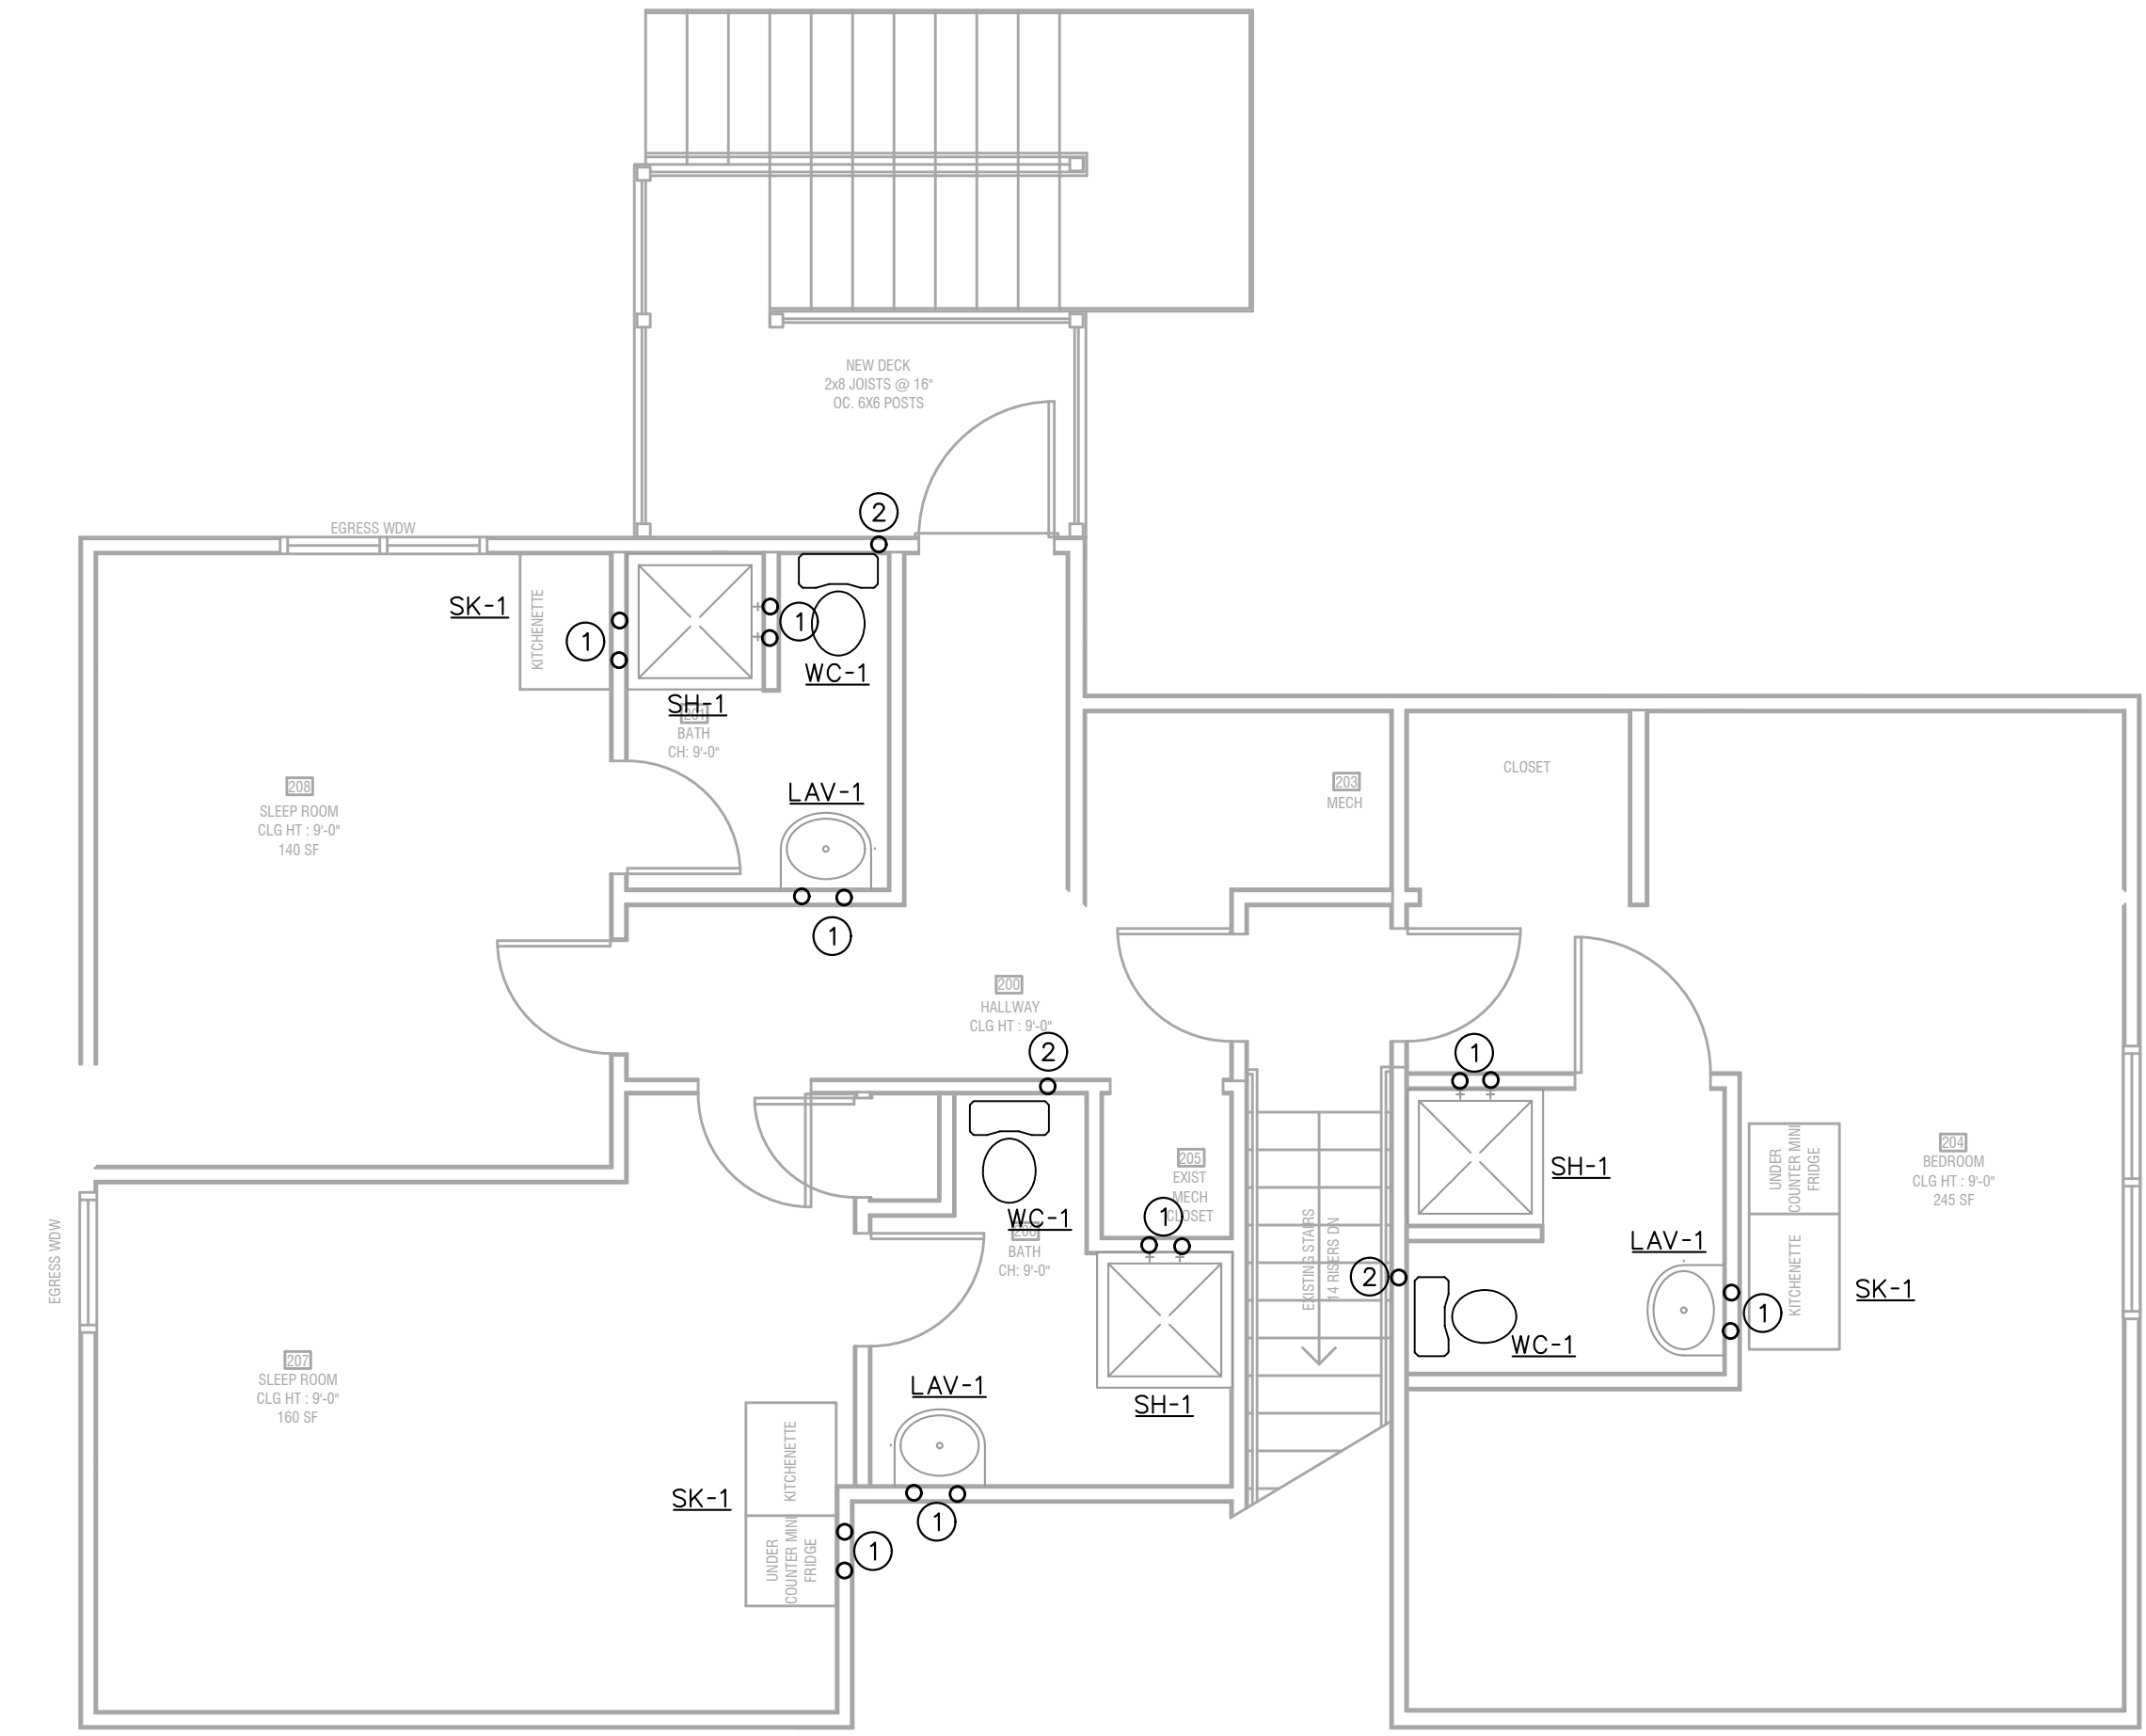 NEW DECK
2x8 JOISTS @ 16"
OC. 6X6 POSTS
2
EGRESS WDW
SK-1
KITCHENETTE
1
1
WC-1
SH-1
201
BATH
CH: 9'-0"
LAV-1
1
208
SLEEP ROOM
CLG HT : 9'-0"
140 SF
203
MECH
CLOSET
200
HALLWAY
CLG HT : 9'-0"
2
1
205
EXIST
MECH
CLOSET
1
WC-1
206
BATH
CH: 9'-0"
SH-1
EXISTING STAIRS
14 RISERS DN
2
SH-1
WC-1
LAV-1
1
UNDER
COUNTER MINI
FRIDGE
KITCHENETTE
SK-1
204
BEDROOM
CLG HT : 9'-0"
245 SF
EGRESS WDW
207
SLEEP ROOM
CLG HT : 9'-0"
160 SF
LAV-1
1
KITCHENETTE
SK-1
UNDER
COUNTER MINI
FRIDGE
1